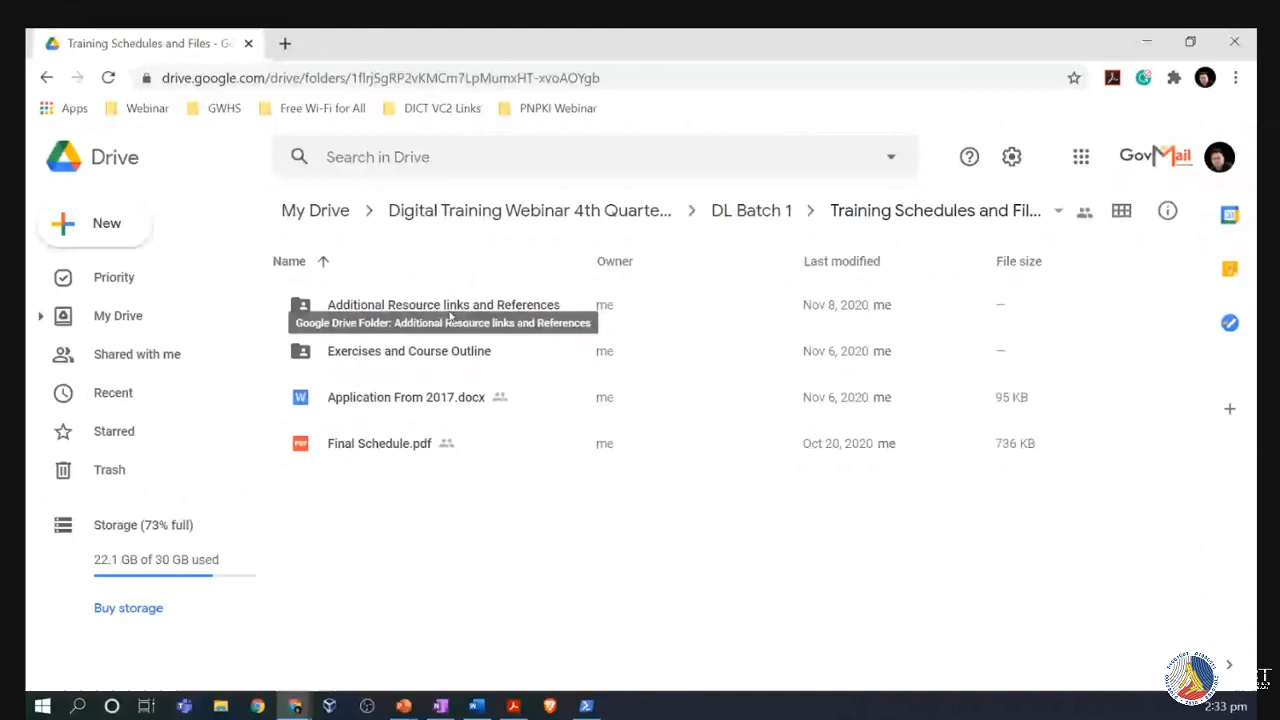 Training Schedules and Files - Go
drive.google.com/drive/folders/1flrj5gRP2vKMCm7LpMumxHT-xvoAOYgb
Apps Webinar GWHS Free Wi-Fi for All DICT VC2 Links PNPKI Webinar
Drive Search in Drive GovMail
New My Drive > Digital Training Webinar 4th Quarte... > DL Batch 1 > Training Schedules and Fil...
Name Owner Last modified File size
Priority
Additional Resource links and References me Nov 8, 2020 me —
Google Drive Folder: Additional Resource links and References
My Drive
Exercises and Course Outline me Nov 6, 2020 me —
Shared with me
Recent
Application From 2017.docx me Nov 6, 2020 me 95 KB
Starred
Final Schedule.pdf me Oct 20, 2020 me 736 KB
Trash
Storage (73% full)
22.1 GB of 30 GB used
Buy storage
2:33 pm